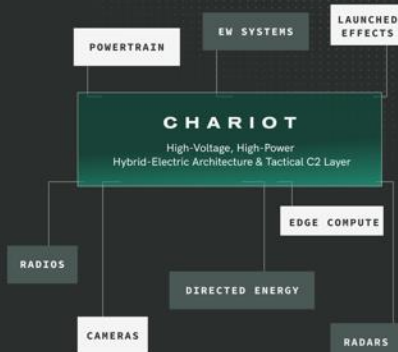 POWERTRAIN
EW SYSTEMS
LAUNCHED
EFFECTS
CHARIOT
High-Voltage, High-Power
Hybrid-Electric Architecture & Tactical C2 Layer
EDGE COMPUTE
RADIOS
DIRECTED ENERGY
CAMERAS
RADARS